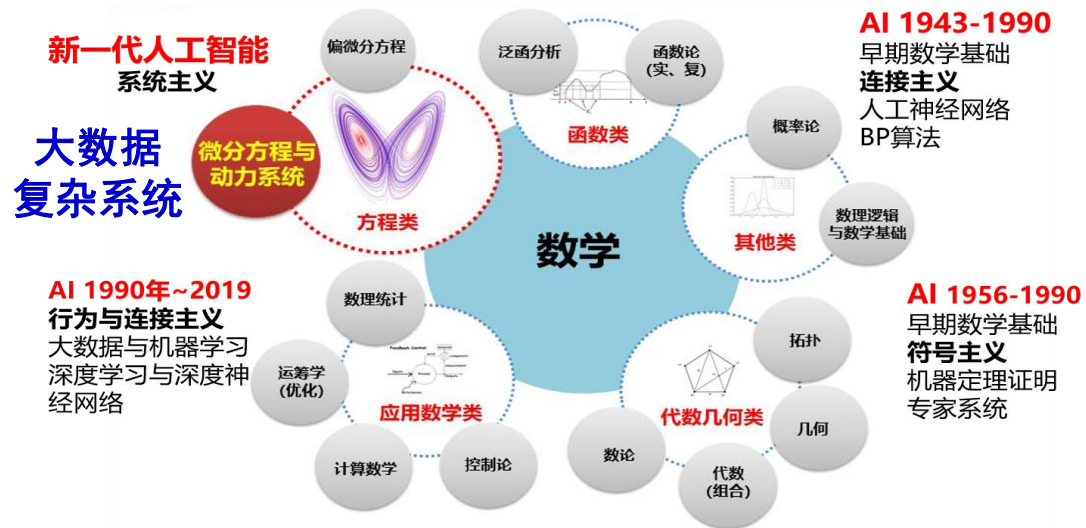 新一代人工智能
系统主义
大数据
复杂系统
偏微分方程
微分方程与
动力系统
方程类
泛函分析
函数论
(实、复)
函数类
AI 1943-1990
早期数学基础
连接主义
人工神经网络
BP算法
概率论
数理逻辑
与数学基础
其他类
数学
AI 1990年~2019
行为与连接主义
大数据与机器学习
深度学习与深度神
经网络
数理统计
运筹学
(优化)
Feedback Control
应用数学类
计算数学
控制论
AI 1956-1990
早期数学基础
符号主义
机器定理证明
专家系统
拓扑
几何
代数几何类
数论
代数
(组合)